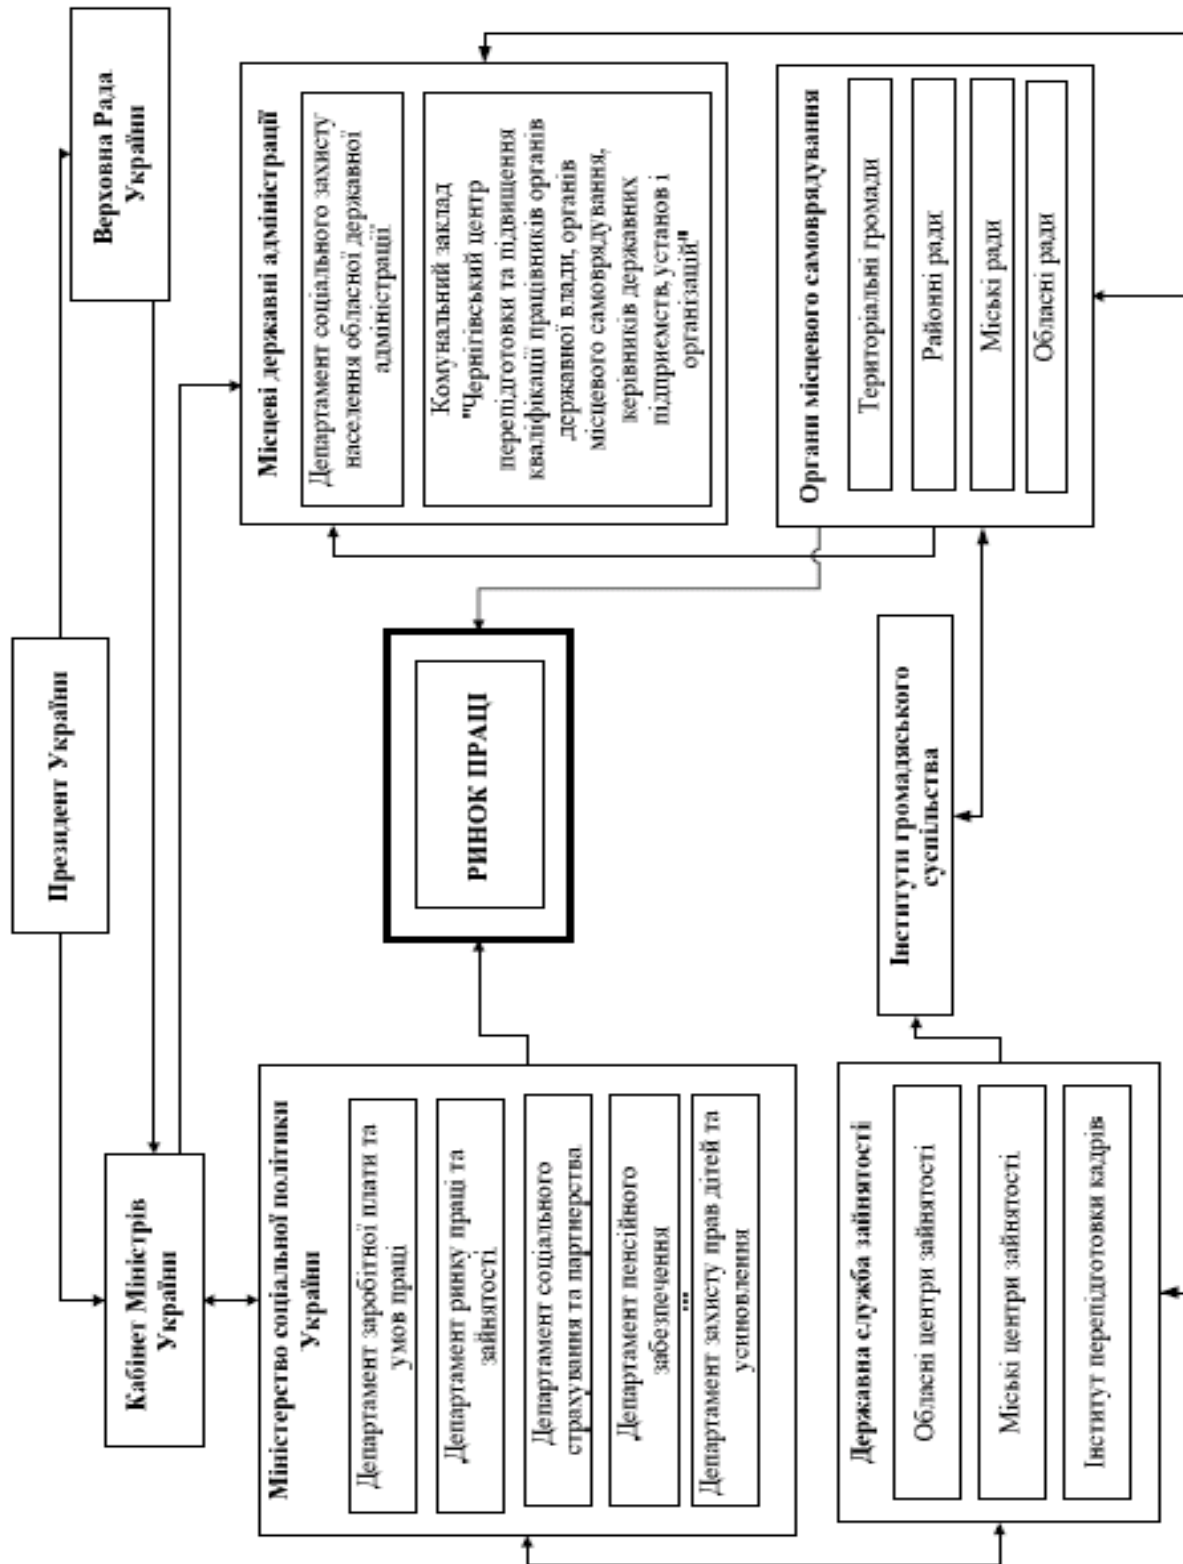 Президент України
Верховна Рада
України
Кабінет Міністрів
України
Міністерство соціальної політики
України
Департамент заробітної плати та
умов праці
Департамент ринку праці та
зайнятості
Департамент соціального
страхування та партнерства
Департамент пенсійного
забезпечення
...
Департамент захисту прав дітей та
усиновлення
РИНОК ПРАЦІ
Місцеві державні адміністрації
Департамент соціального захисту
населення обласної державної
адміністрації
Комунальний заклад
"Чернігівський центр
перепідготовки та підвищення
кваліфікації працівників органів
державної влади, органів
місцевого самоврядування,
керівників державних
підприємств, установ і
організацій"
Державна служба зайнятості
Обласні центри зайнятості
Міські центри зайнятості
Інститут перепідготовки кадрів
Інститути громадяського
суспільства
Органи місцевого самоврядування
Територіальні громади
Районні ради
Міські ради
Обласні ради